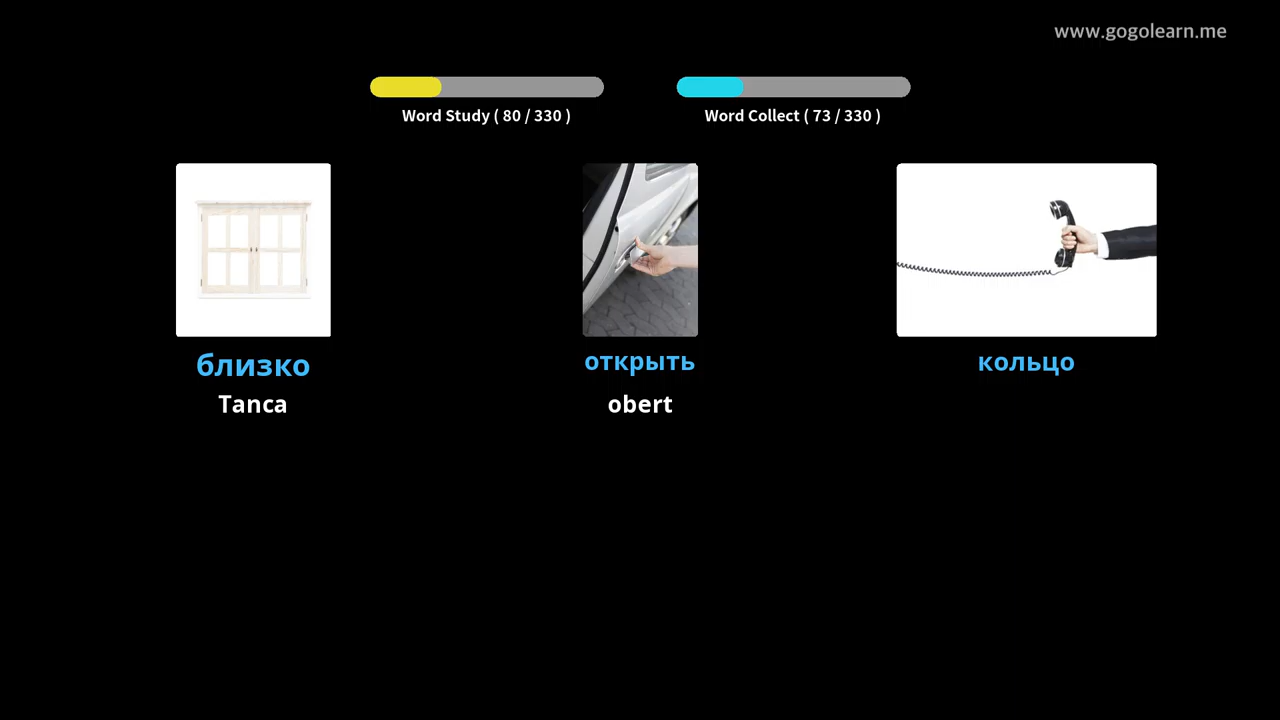 www.gogolearn.me
Word Study ( 80 / 330 )
Word Collect ( 73 / 330 )
близко
открыть
кольцо
Tanca
obert